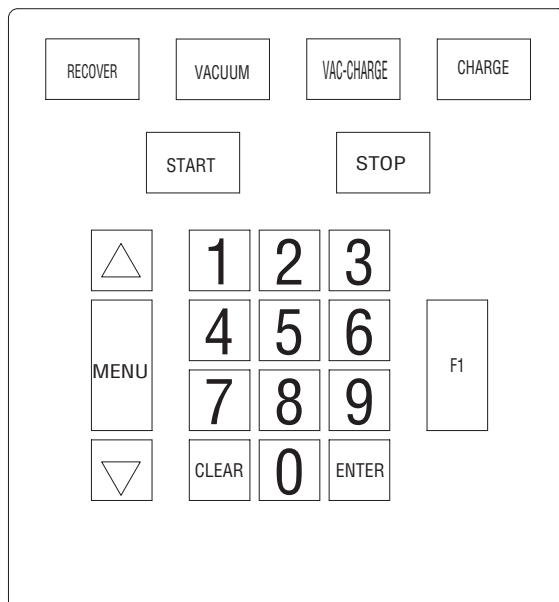 RECOVER VACUUM VAC-CHARGE CHARGE
START STOP
1 2 3
4 5 6
MENU F1
7 8 9
CLEAR 0 ENTER